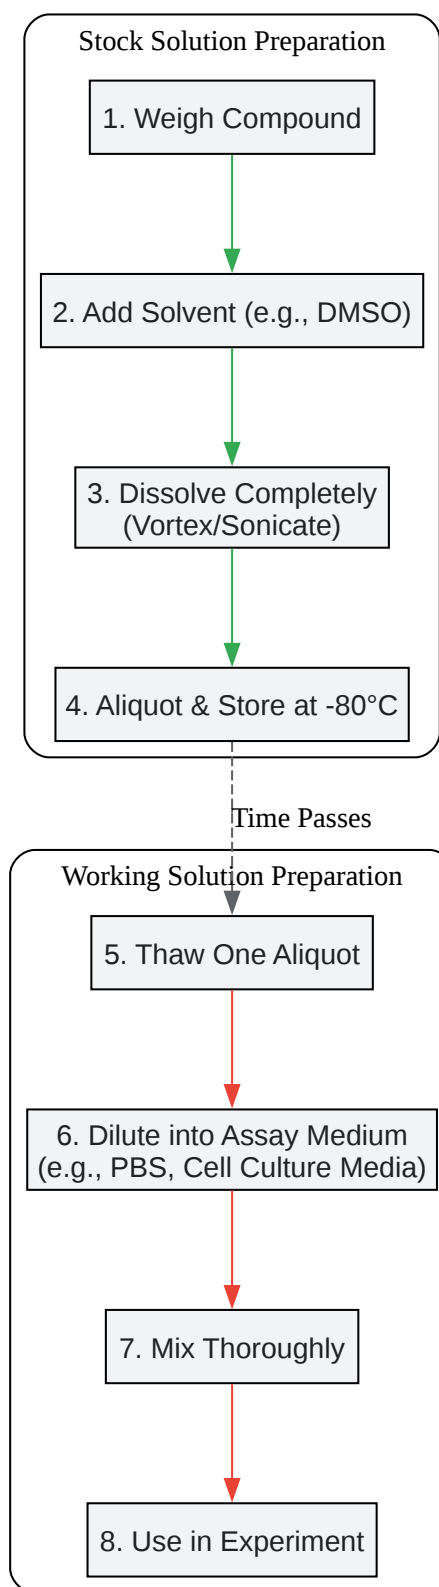 Stock Solution Preparation
1. Weigh Compound
2. Add Solvent (e.g., DMSO)
3. Dissolve Completely
(Vortex/Sonicate)
4. Aliquot & Store at -80°C
Time Passes
Working Solution Preparation
5. Thaw One Aliquot
6. Dilute into Assay Medium
(e.g., PBS, Cell Culture Media)
7. Mix Thoroughly
8. Use in Experiment